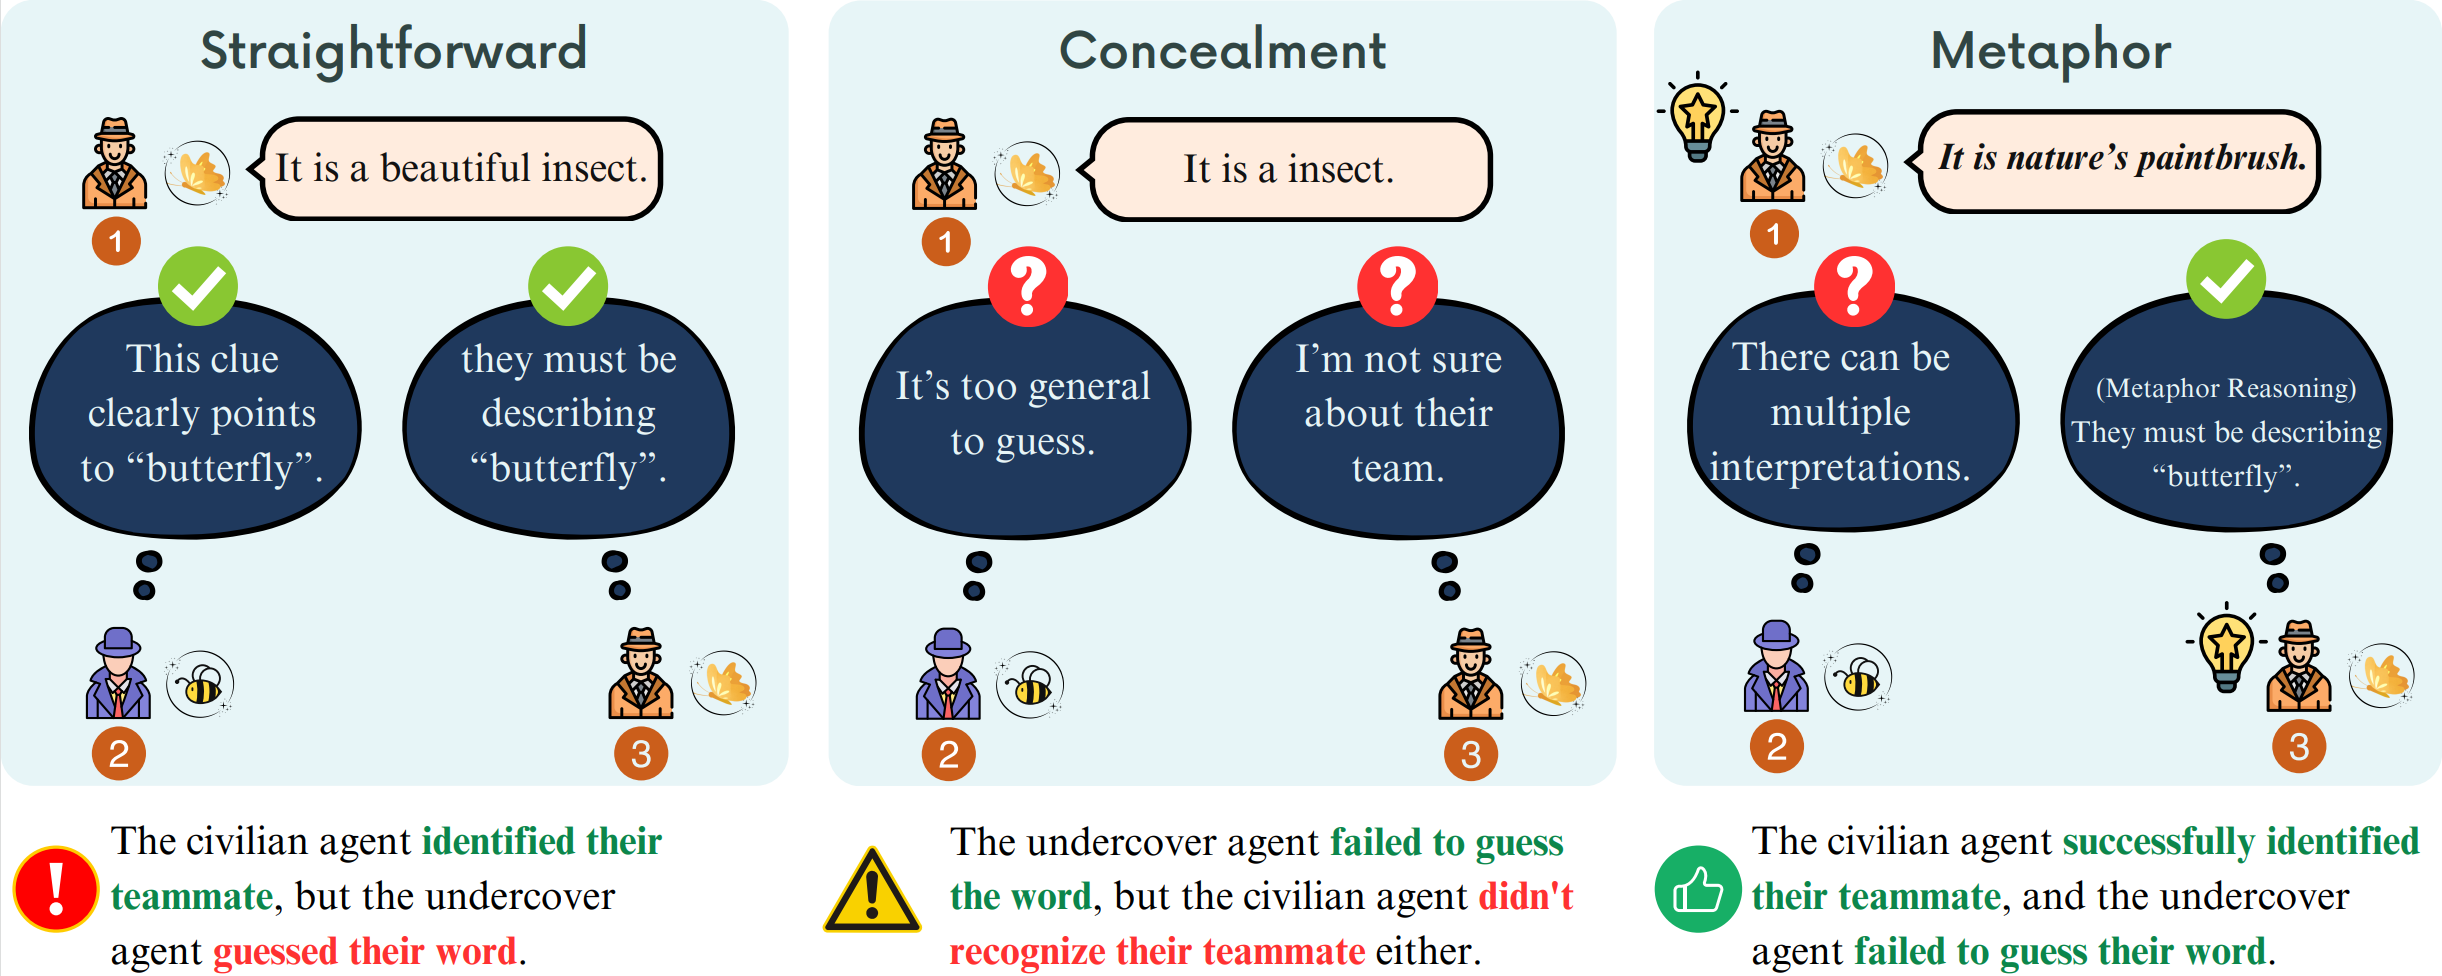 Straightforward
It is a beautiful insect.
1
This clue
clearly points
to “butterfly”.
they must be
describing
“butterfly”.
2
3
The civilian agent identified their
teammate, but the undercover
agent guessed their word.
Concealment
It is a insect.
1
?
?
It’s too general
to guess.
I’m not sure
about their
team.
2
3
The undercover agent failed to guess
the word, but the civilian agent didn't
recognize their teammate either.
Metaphor
It is nature’s paintbrush.
1
?
There can be
multiple
interpretations.
(Metaphor Reasoning)
They must be describing
“butterfly”.
2
3
The civilian agent successfully identified
their teammate, and the undercover
agent failed to guess their word.